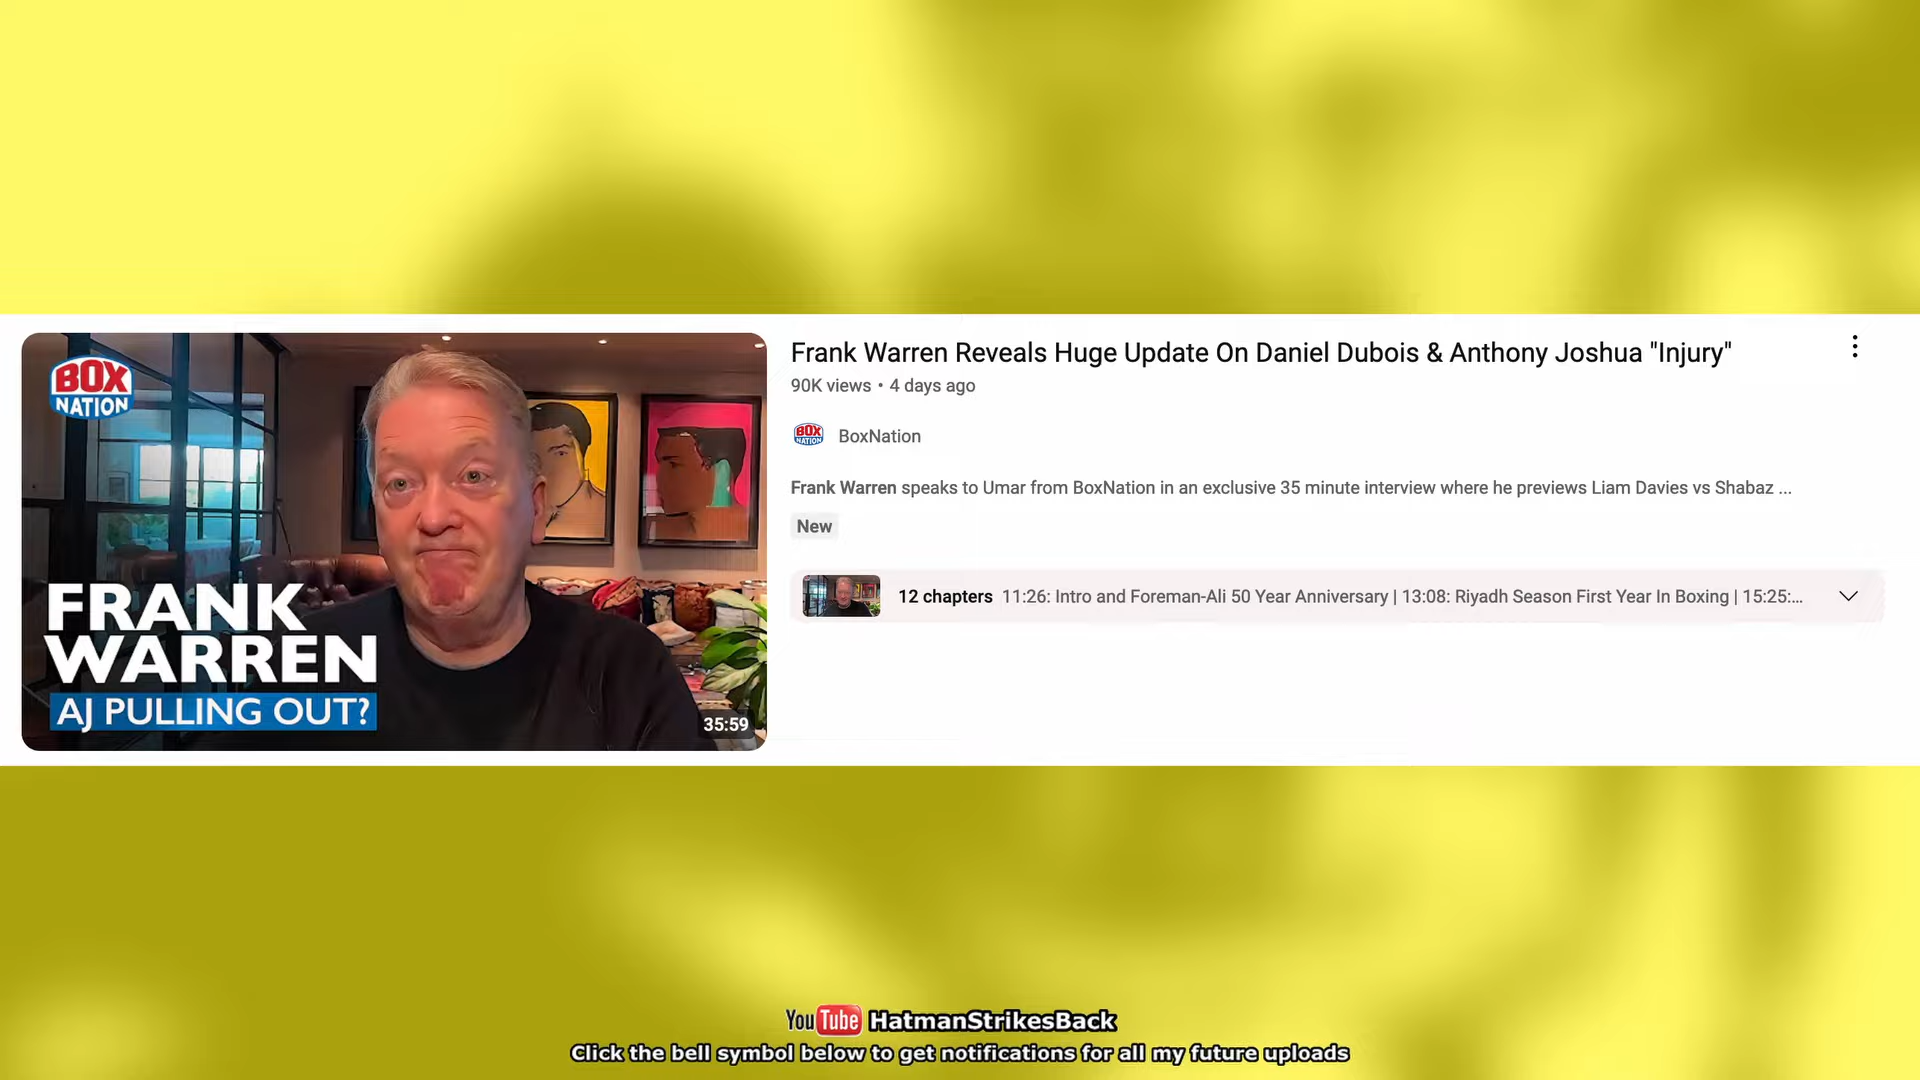 BOX
NATION
FRANK
WARREN
AJ PULLING OUT?
35:59
Frank Warren Reveals Huge Update On Daniel Dubois & Anthony Joshua "Injury"
90K views • 4 days ago
BOX
NATION
BoxNation
Frank Warren speaks to Umar from BoxNation in an exclusive 35 minute interview where he previews Liam Davies vs Shabaz ...
New
12 chapters 11:26: Intro and Foreman-Ali 50 Year Anniversary | 13:08: Riyadh Season First Year In Boxing | 15:25:...
YouTube HatmanStrikesBack
Click the bell symbol below to get notifications for all my future uploads